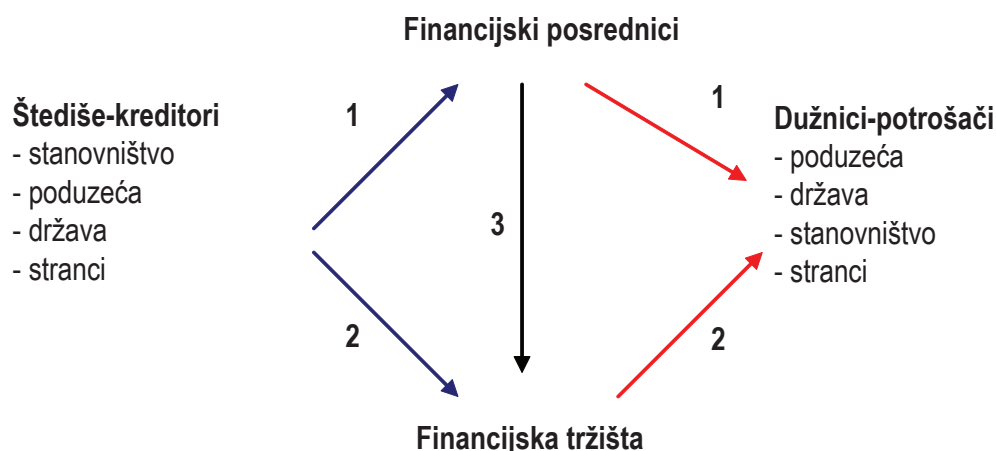 Financijski posrednici
Štediše-kreditori
- stanovništvo
- poduzeća
- država
- stranci
1
2
3
1
2
Dužnici-potrošači
- poduzeća
- država
- stanovništvo
- stranci
Financijska tržišta